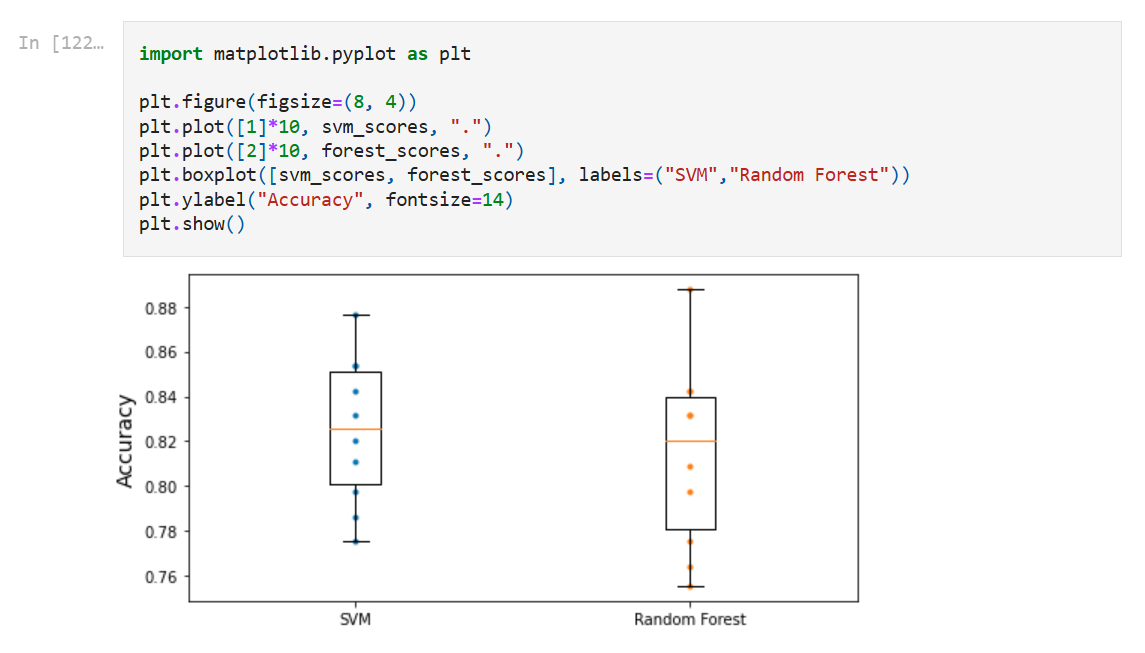 In [122…
import matplotlib.pyplot as plt
plt.figure(figsize=(8, 4))
plt.plot([1]*10, svm_scores, ".")
plt.plot([2]*10, forest_scores, ".")
plt.boxplot([svm_scores, forest_scores], labels=("SVM","Random Forest"))
plt.ylabel("Accuracy", fontsize=14)
plt.show()
0.88
0.86
0.84
0.82
0.80
0.78
0.76
Accuracy
SVM Random Forest